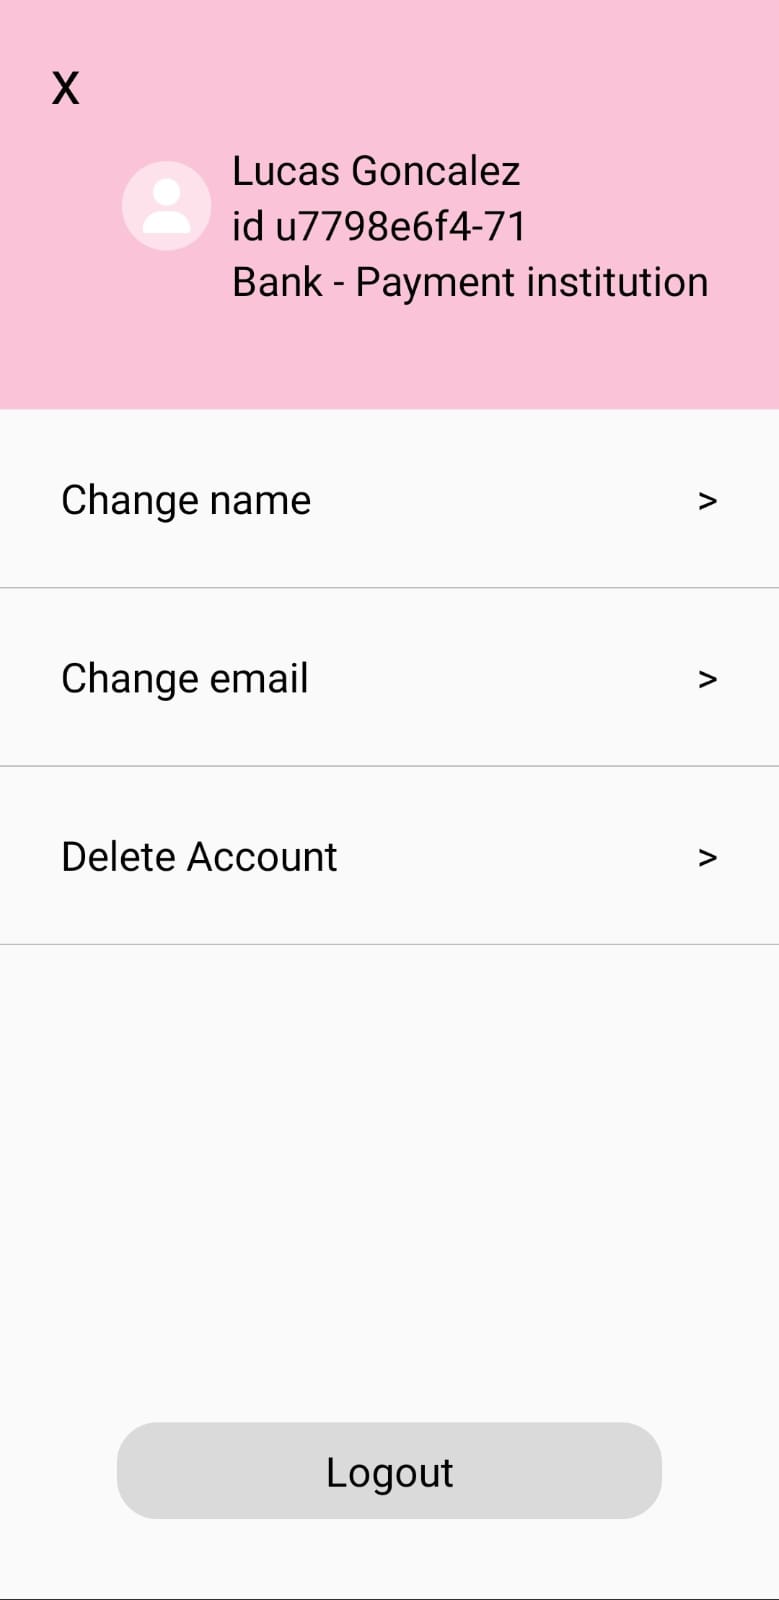 X
Lucas Goncalez
id u7798e6f4-71
Bank - Payment institution
Change name >
Change email >
Delete Account >
Logout